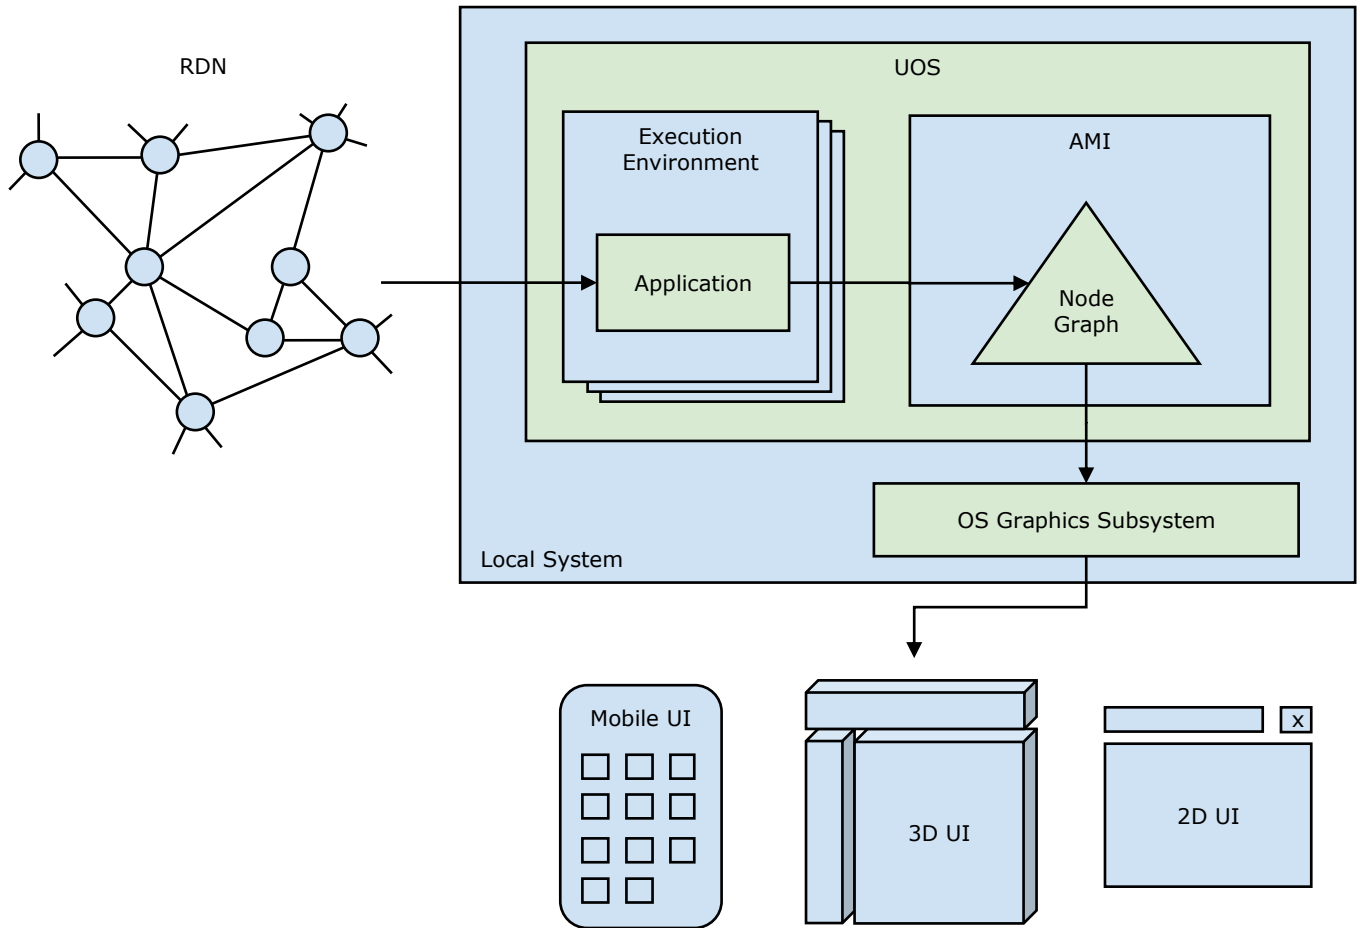 RDN
UOS
Execution
Environment
AMI
Application
Node
Graph
OS Graphics Subsystem
Local System
Mobile UI
3D UI
x
2D UI